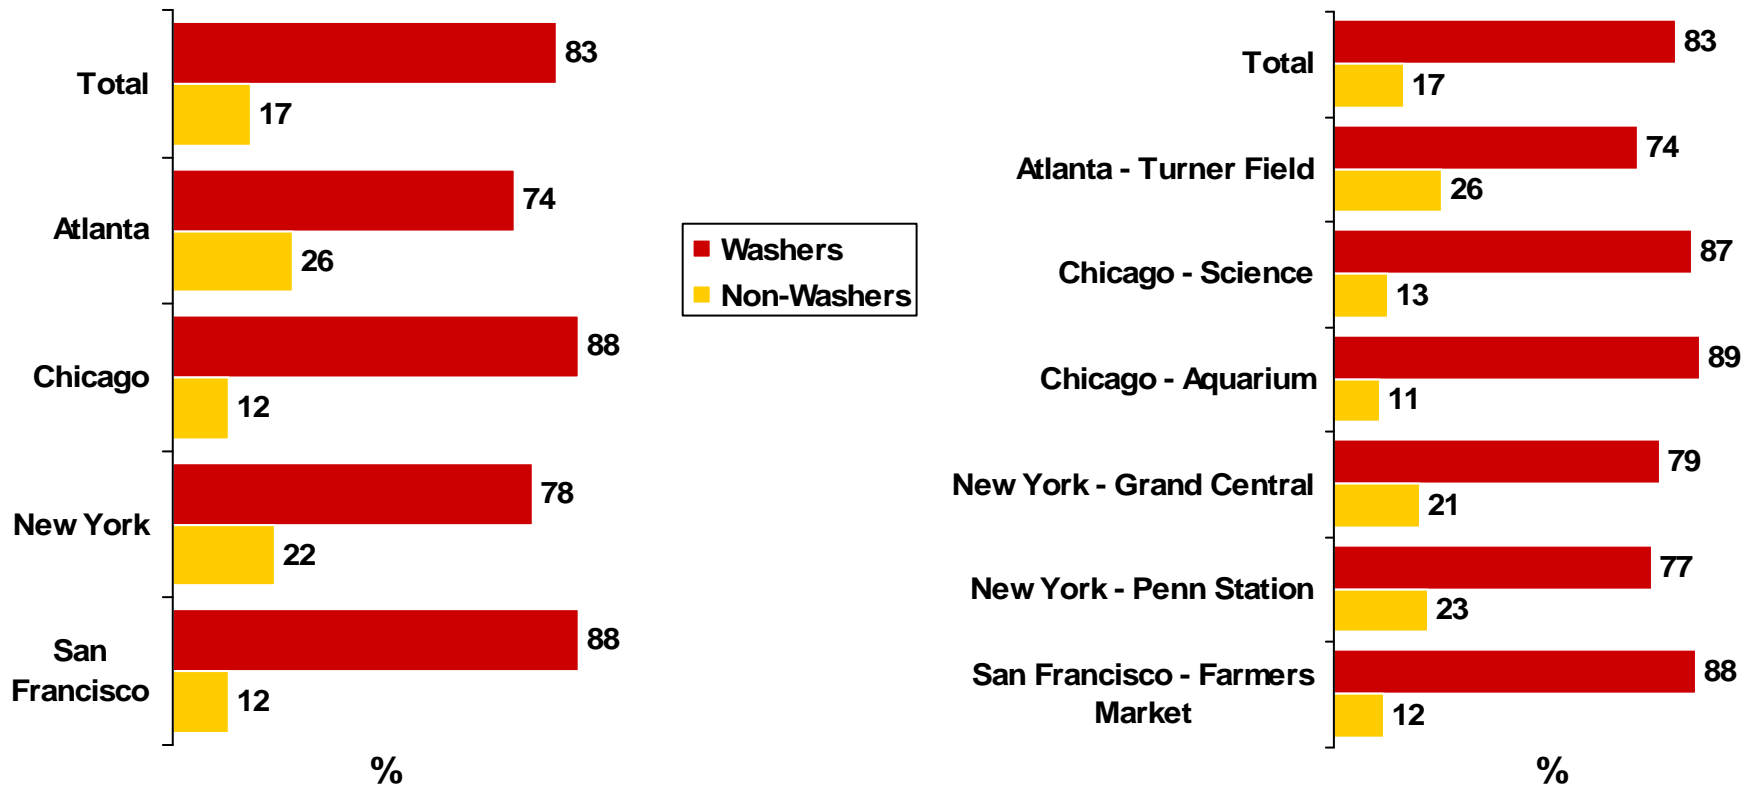 Total
83
17
Atlanta
74
26
Chicago
88
12
New York
78
22
San
Francisco
88
12
%
Washers
Non-Washers
Total
83
17
Atlanta - Turner Field
74
26
Chicago - Science
87
13
Chicago - Aquarium
89
11
New York - Grand Central
79
21
New York - Penn Station
77
23
San Francisco - Farmers
Market
88
12
%